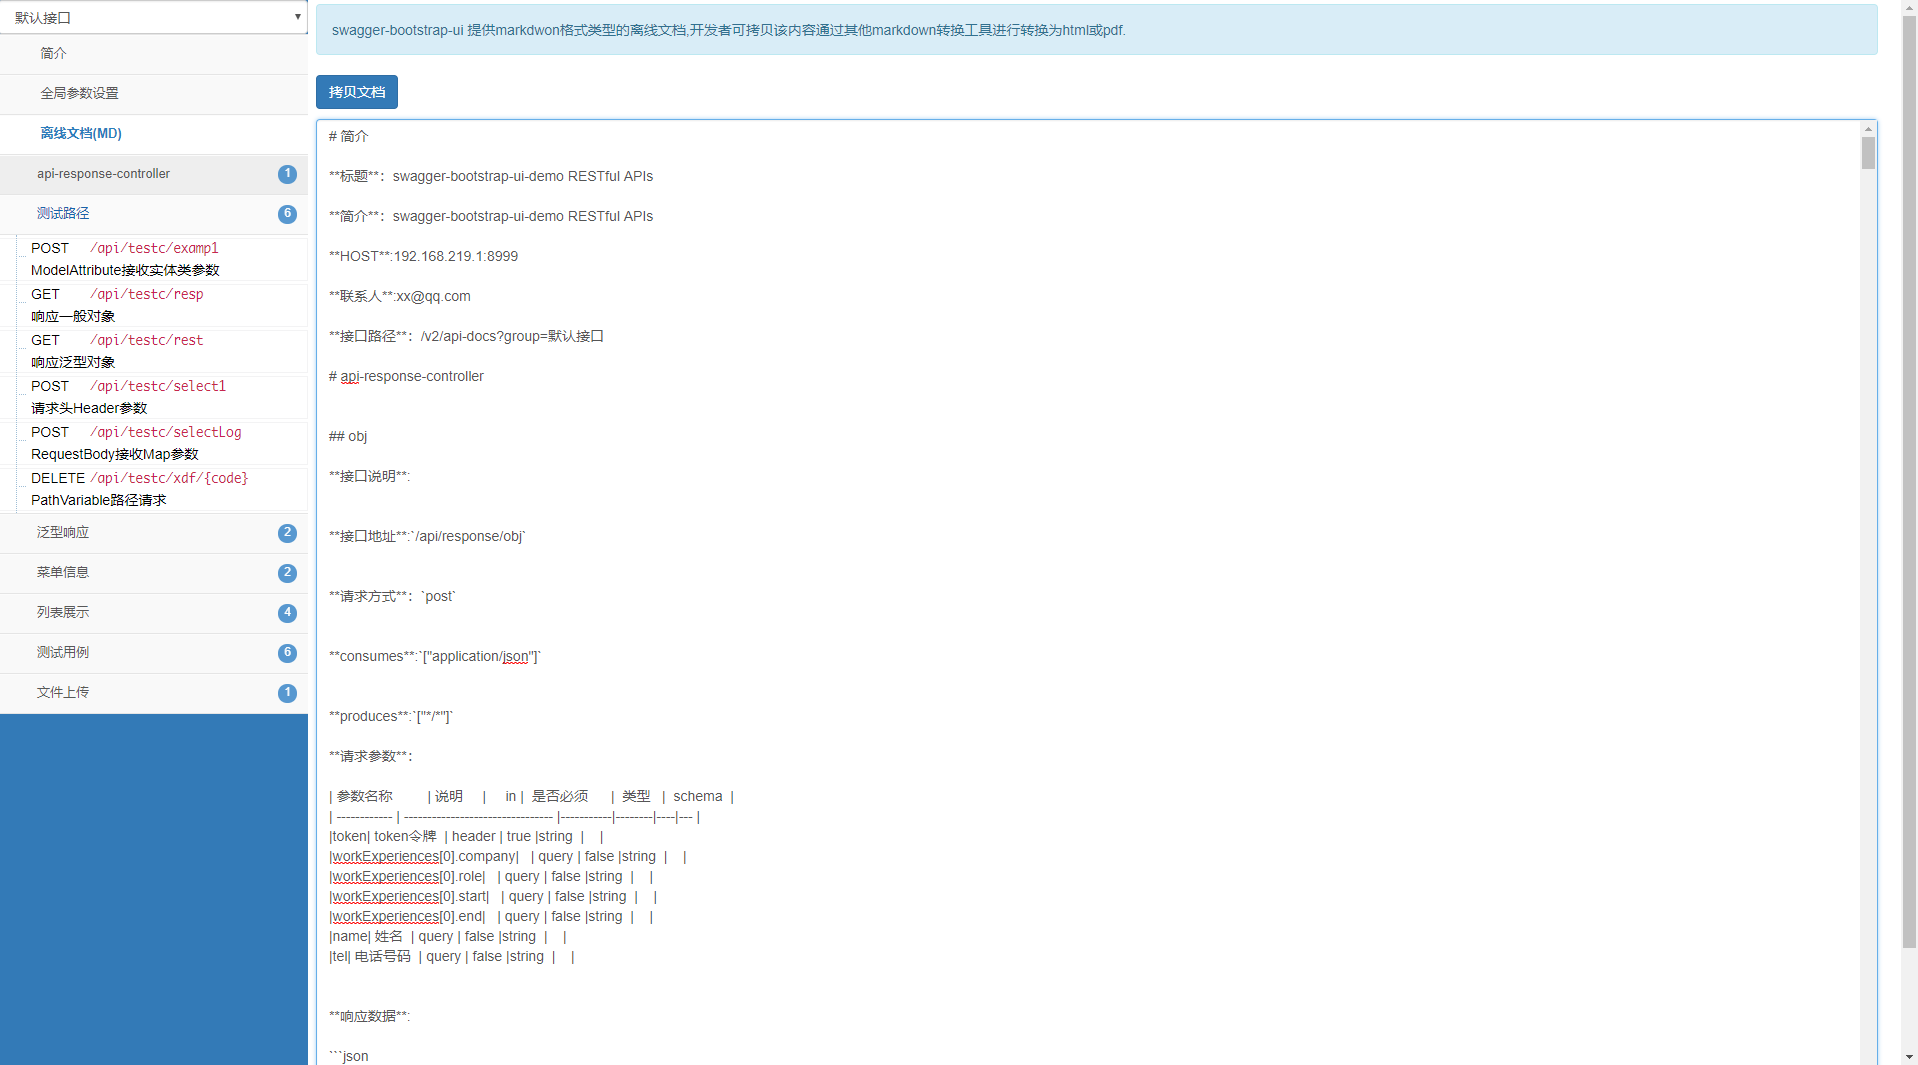 默认接口
简介
全局参数设置
离线文档(MD)
api-response-controller 1
测试路径 6
POST /api/testc/examp1
ModelAttribute接收实体类参数
GET /api/testc/resp
响应一般对象
GET /api/testc/rest
响应泛型对象
POST /api/testc/select1
请求头Header参数
POST /api/testc/selectLog
RequestBody接收Map参数
DELETE /api/testc/xdf/{code}
PathVariable路径请求
泛型响应 2
菜单信息 2
列表展示 4
测试用例 6
文件上传 1
swagger-bootstrap-ui 提供markdwon格式类型的离线文档,开发者可拷贝该内容通过其他markdown转换工具进行转换为html或pdf.
拷贝文档
# 简介
**标题**：swagger-bootstrap-ui-demo RESTful APIs
**简介**：swagger-bootstrap-ui-demo RESTful APIs
**HOST**:192.168.219.1:8999
**联系人**:xx@qq.com
**接口路径**：/v2/api-docs?group=默认接口
# api-response-controller
## obj
**接口说明**:
**接口地址**:`/api/response/obj`
**请求方式**：`post`
**consumes**:`["application/json"]`
**produces**:`["*/*"]`
**请求参数**：
| 参数名称 | 说明 | in | 是否必须 | 类型 | schema |
| ------------ | -------------------------------- |-----------|--------|----|--- |
|token| token令牌 | header | true |string | |
|workExperiences[0].company| | query | false |string | |
|workExperiences[0].role| | query | false |string | |
|workExperiences[0].start| | query | false |string | |
|workExperiences[0].end| | query | false |string | |
|name| 姓名 | query | false |string | |
|tel| 电话号码 | query | false |string | |
**响应数据**:
```json